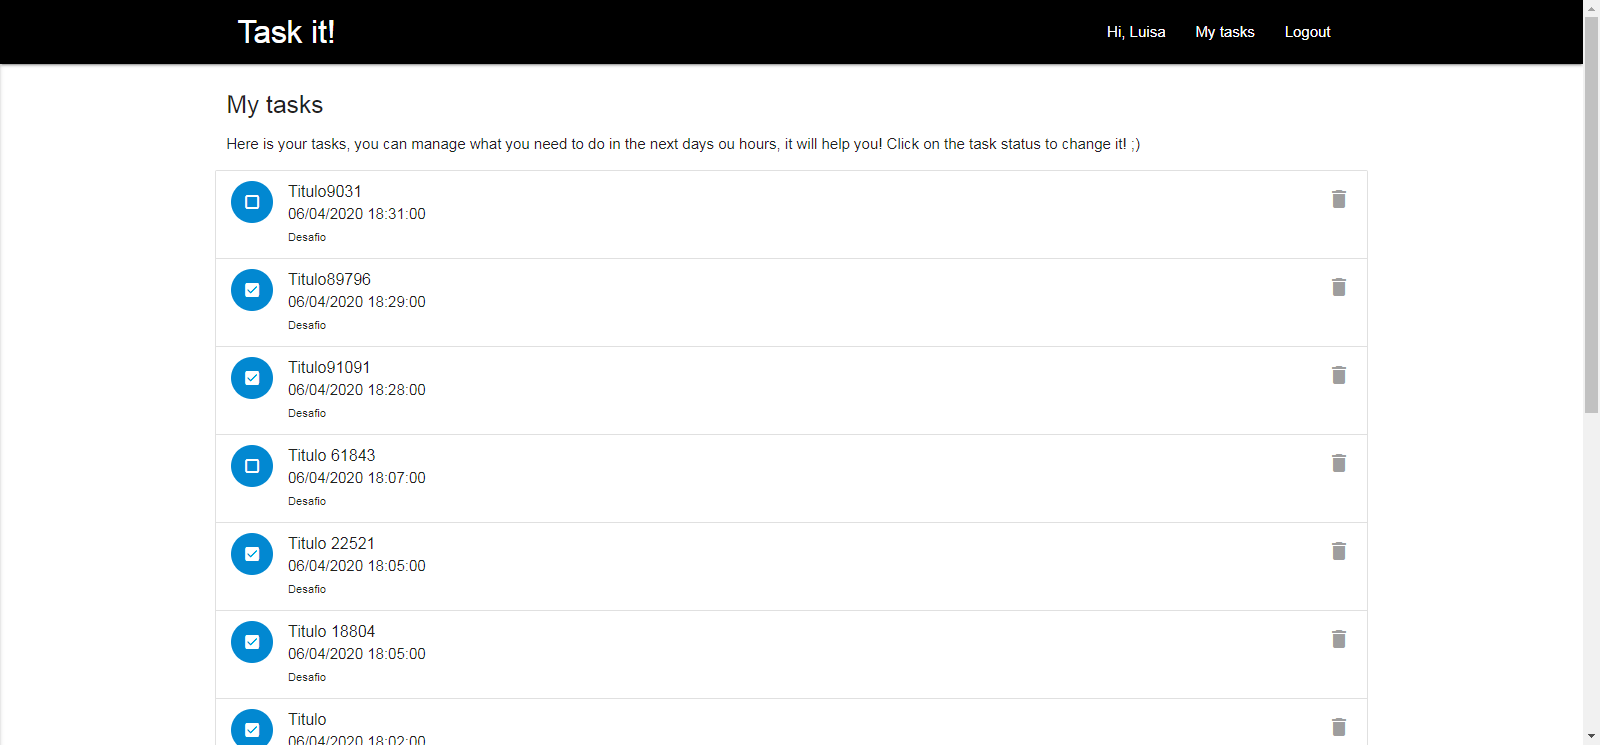 Task it!
Hi, Luisa My tasks Logout
My tasks
Here is your tasks, you can manage what you need to do in the next days ou hours, it will help you! Click on the task status to change it! ;)
Titulo9031
06/04/2020 18:31:00
Desafio
Titulo89796
06/04/2020 18:29:00
Desafio
Titulo91091
06/04/2020 18:28:00
Desafio
Titulo 61843
06/04/2020 18:07:00
Desafio
Titulo 22521
06/04/2020 18:05:00
Desafio
Titulo 18804
06/04/2020 18:05:00
Desafio
Titulo
06/04/2020 18:02:00